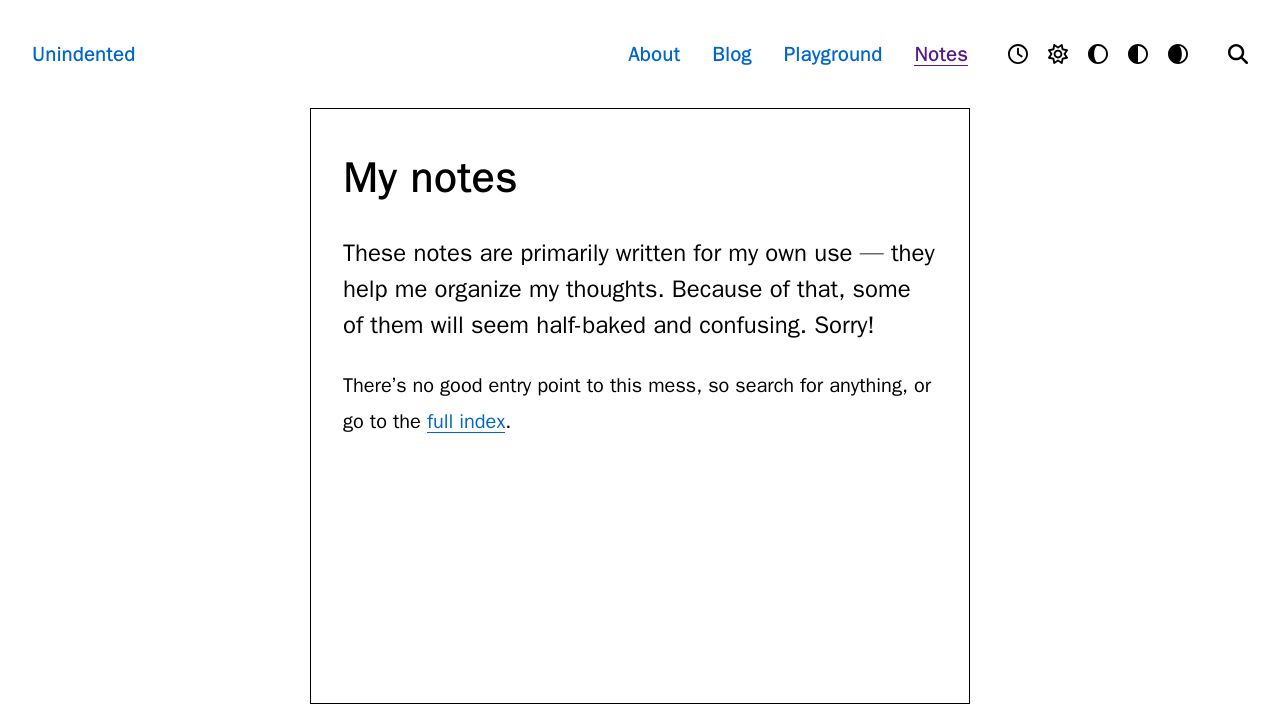 Unindented
About Blog Playground Notes
My notes
These notes are primarily written for my own use — they
help me organize my thoughts. Because of that, some
of them will seem half-baked and confusing. Sorry!
There’s no good entry point to this mess, so search for anything, or
go to the full index.